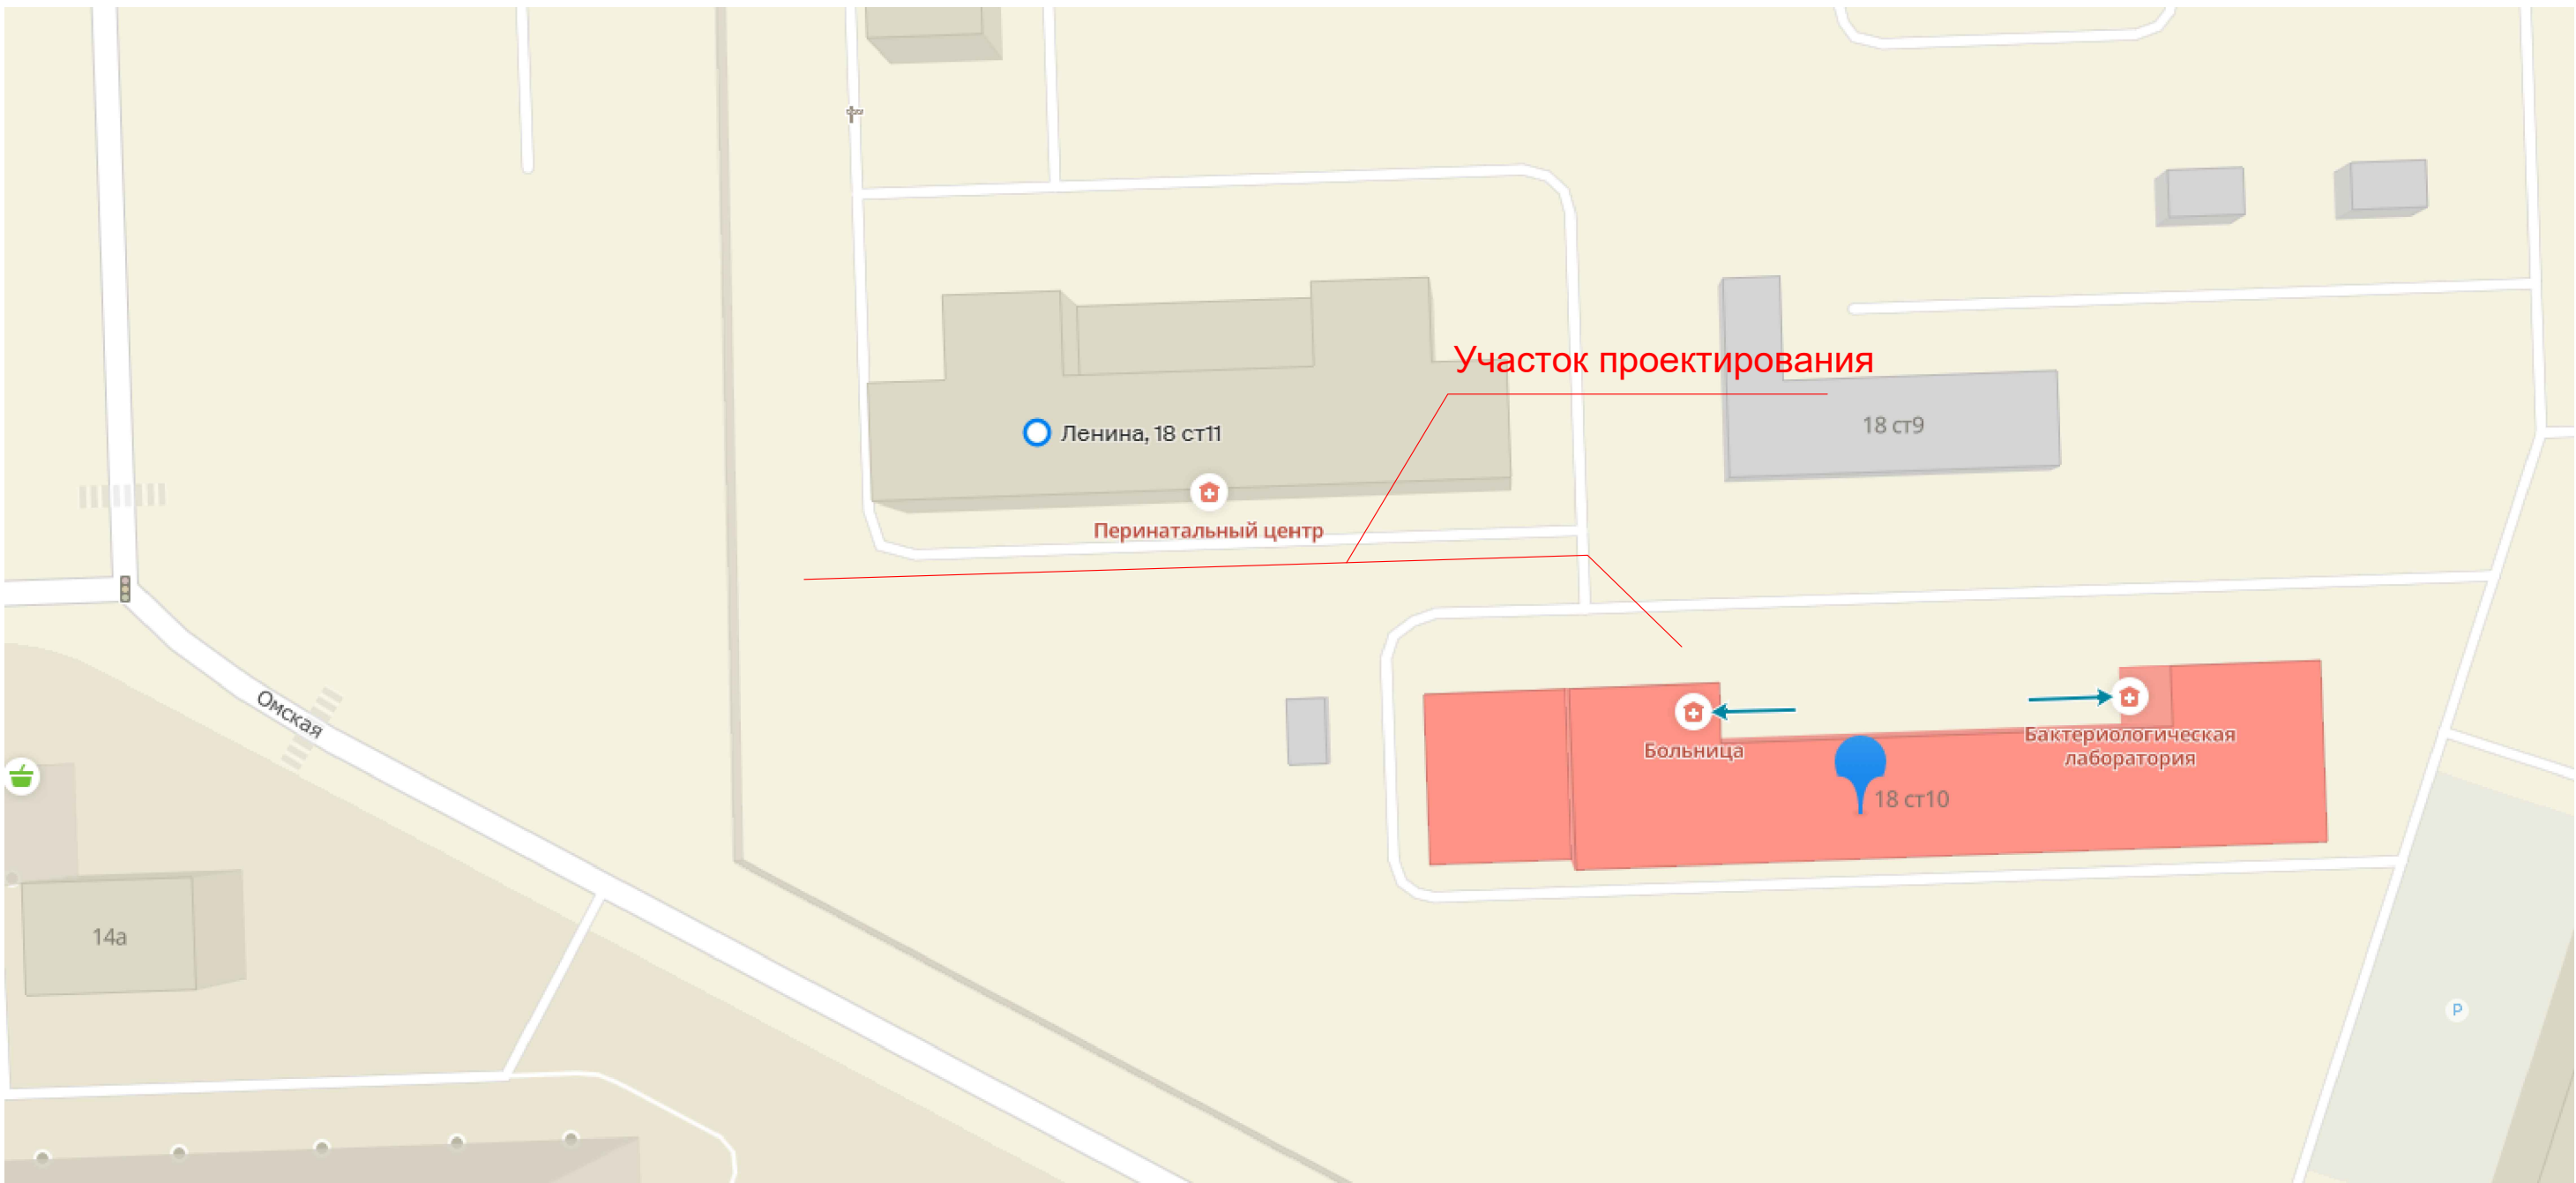 Участок проектирования
18 ст9
Ленина, 18 ст11
Перинатальный центр
Омская
Больница
Бактериологическая
лаборатория
18 ст10
14а
P